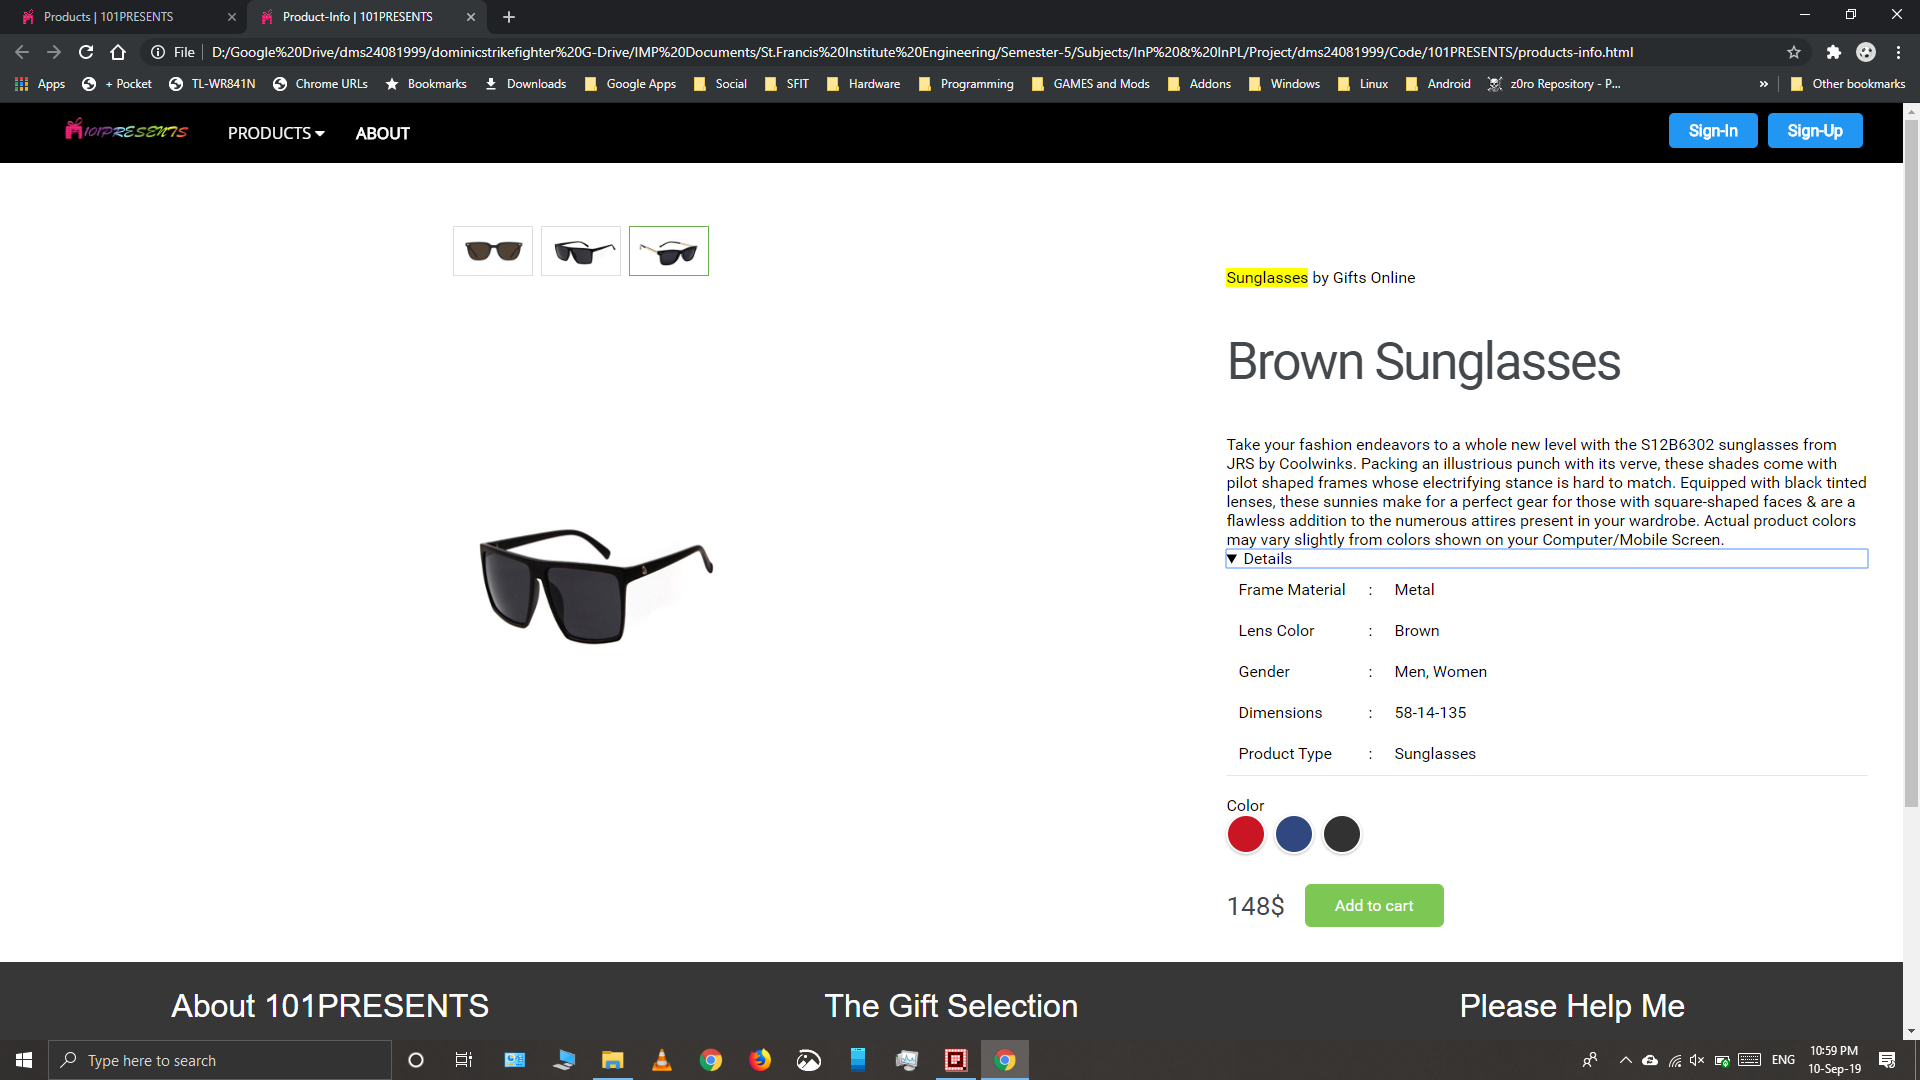 Products | 101PRESENTS
Product-Info | 101PRESENTS
File
D:/Google%20Drive/dms24081999/dominicstrikefighter%20G-Drive/IMP%20Documents/St.Francis%20Institute%20Engineering/Semester-5/Subjects/InP%20&%20InPL/Project/dms24081999/Code/101PRESENTS/products-info.html
Apps
+ Pocket
TL-WR841N
Chrome URLs
Bookmarks
Downloads
Google Apps
Social
SFIT
Hardware
Programming
GAMES and Mods
Addons
Windows
Linux
Android
z0ro Repository - P...
»
Other bookmarks
101PRESENTS
PRODUCTS
ABOUT
Sign-In
Sign-Up
Sunglasses by Gifts Online
Brown Sunglasses
Take your fashion endeavors to a whole new level with the S12B6302 sunglasses from
JRS by Coolwinks. Packing an illustrious punch with its verve, these shades come with
pilot shaped frames whose electrifying stance is hard to match. Equipped with black tinted
lenses, these sunnies make for a perfect gear for those with square-shaped faces & are a
flawless addition to the numerous attires present in your wardrobe. Actual product colors
may vary slightly from colors shown on your Computer/Mobile Screen.
Details
Frame Material : Metal
Lens Color : Brown
Gender : Men, Women
Dimensions : 58-14-135
Product Type : Sunglasses
Color
148$
Add to cart
About 101PRESENTS
The Gift Selection
Please Help Me
Type here to search
ENG
10:59 PM
10-Sep-19